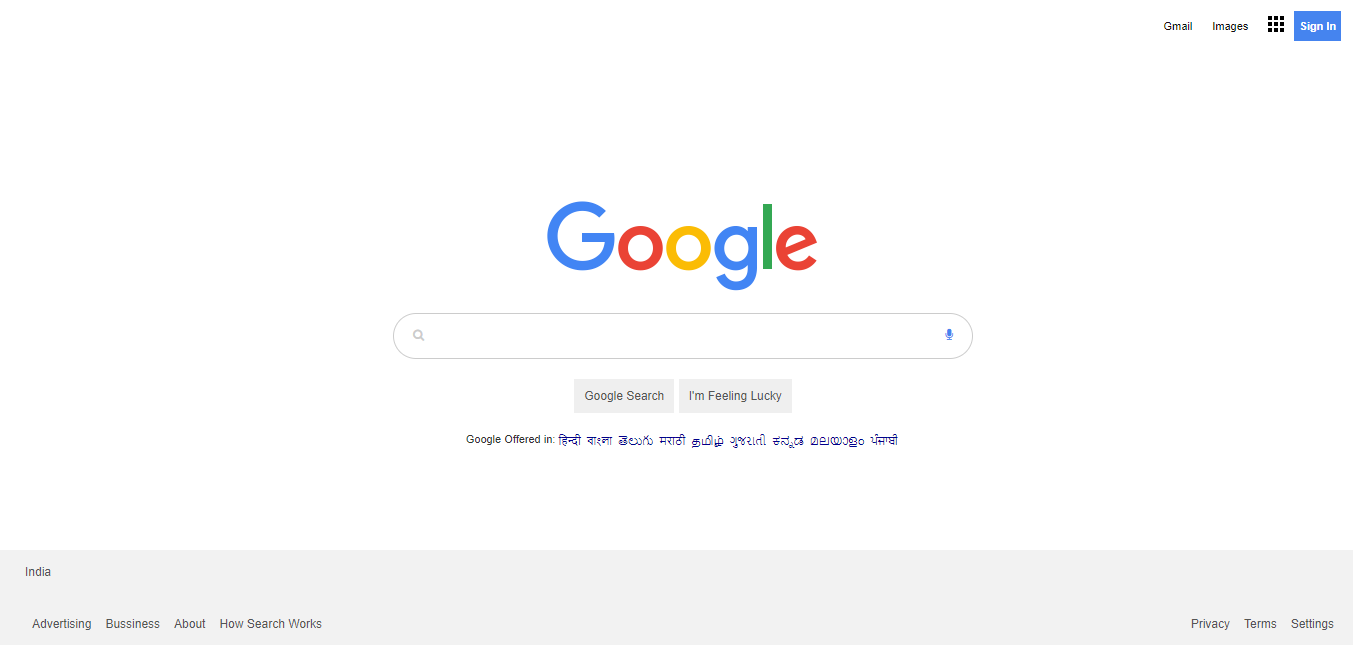 Gmail Images Sign In
Google
Google Search I'm Feeling Lucky
Google Offered in: हिन्दी বাংলা తెలుగు मराठी தமிழ் ગુજરાતી ಕನ್ನಡ മലയാളം ਪੰਜਾਬੀ
India
Advertising Bussiness About How Search Works Privacy Terms Settings